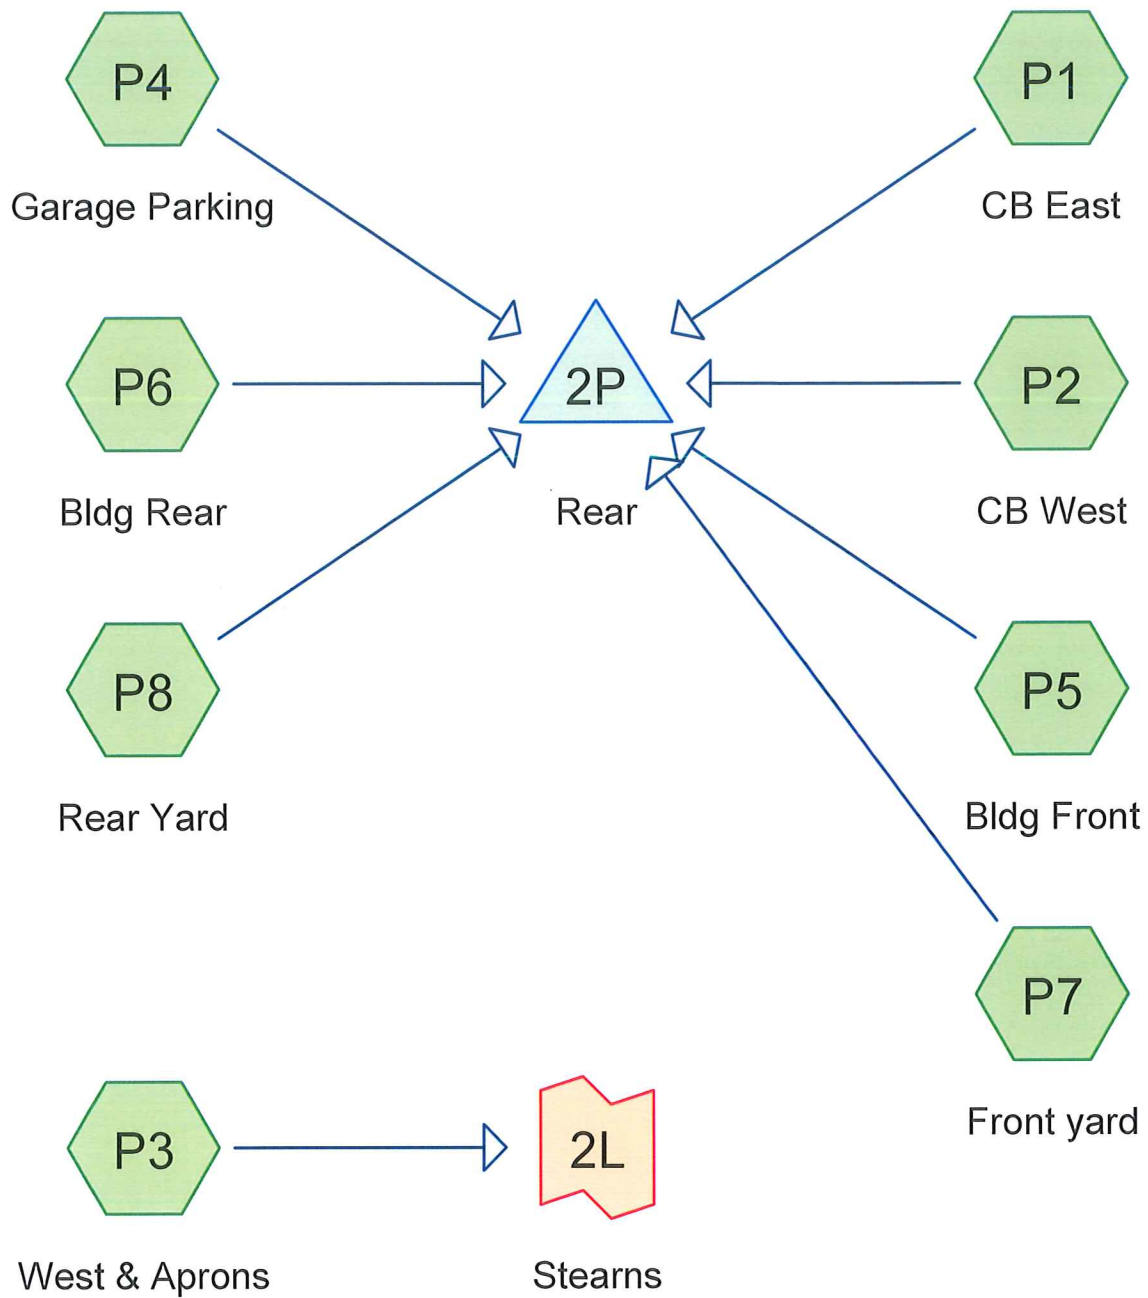 P4
P1
Garage Parking
CB East
P6
2P
P2
Bldg Rear
Rear
CB West
P8
P5
Rear Yard
Bldg Front
P7
Front yard
P3
2L
West & Aprons
Stearns